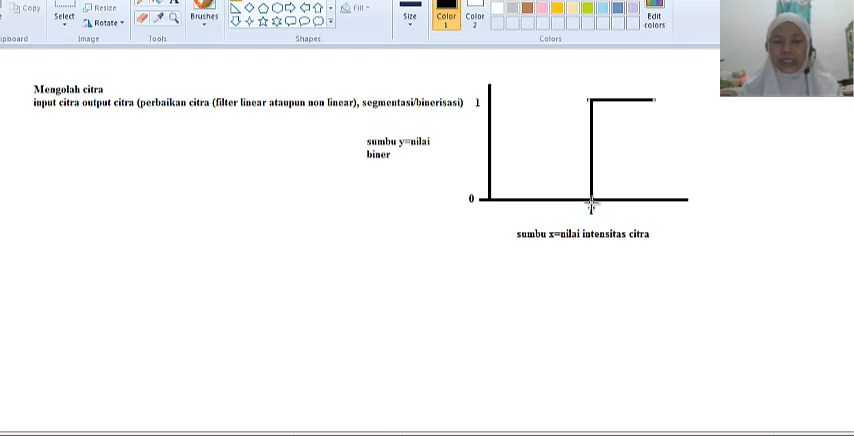 Copy
Select
Resize
Rotate
Brushes
Fill
Size
Color
1
Color
2
Edit
colors
ipboard
Image
Tools
Shapes
Colors
Mengolah citra
input citra output citra (perbaikan citra (filter linear ataupun non linear), segmentasi/binerisasi)
1
sumbu y=nilai
biner
0
T
sumbu x=nilai intensitas citra